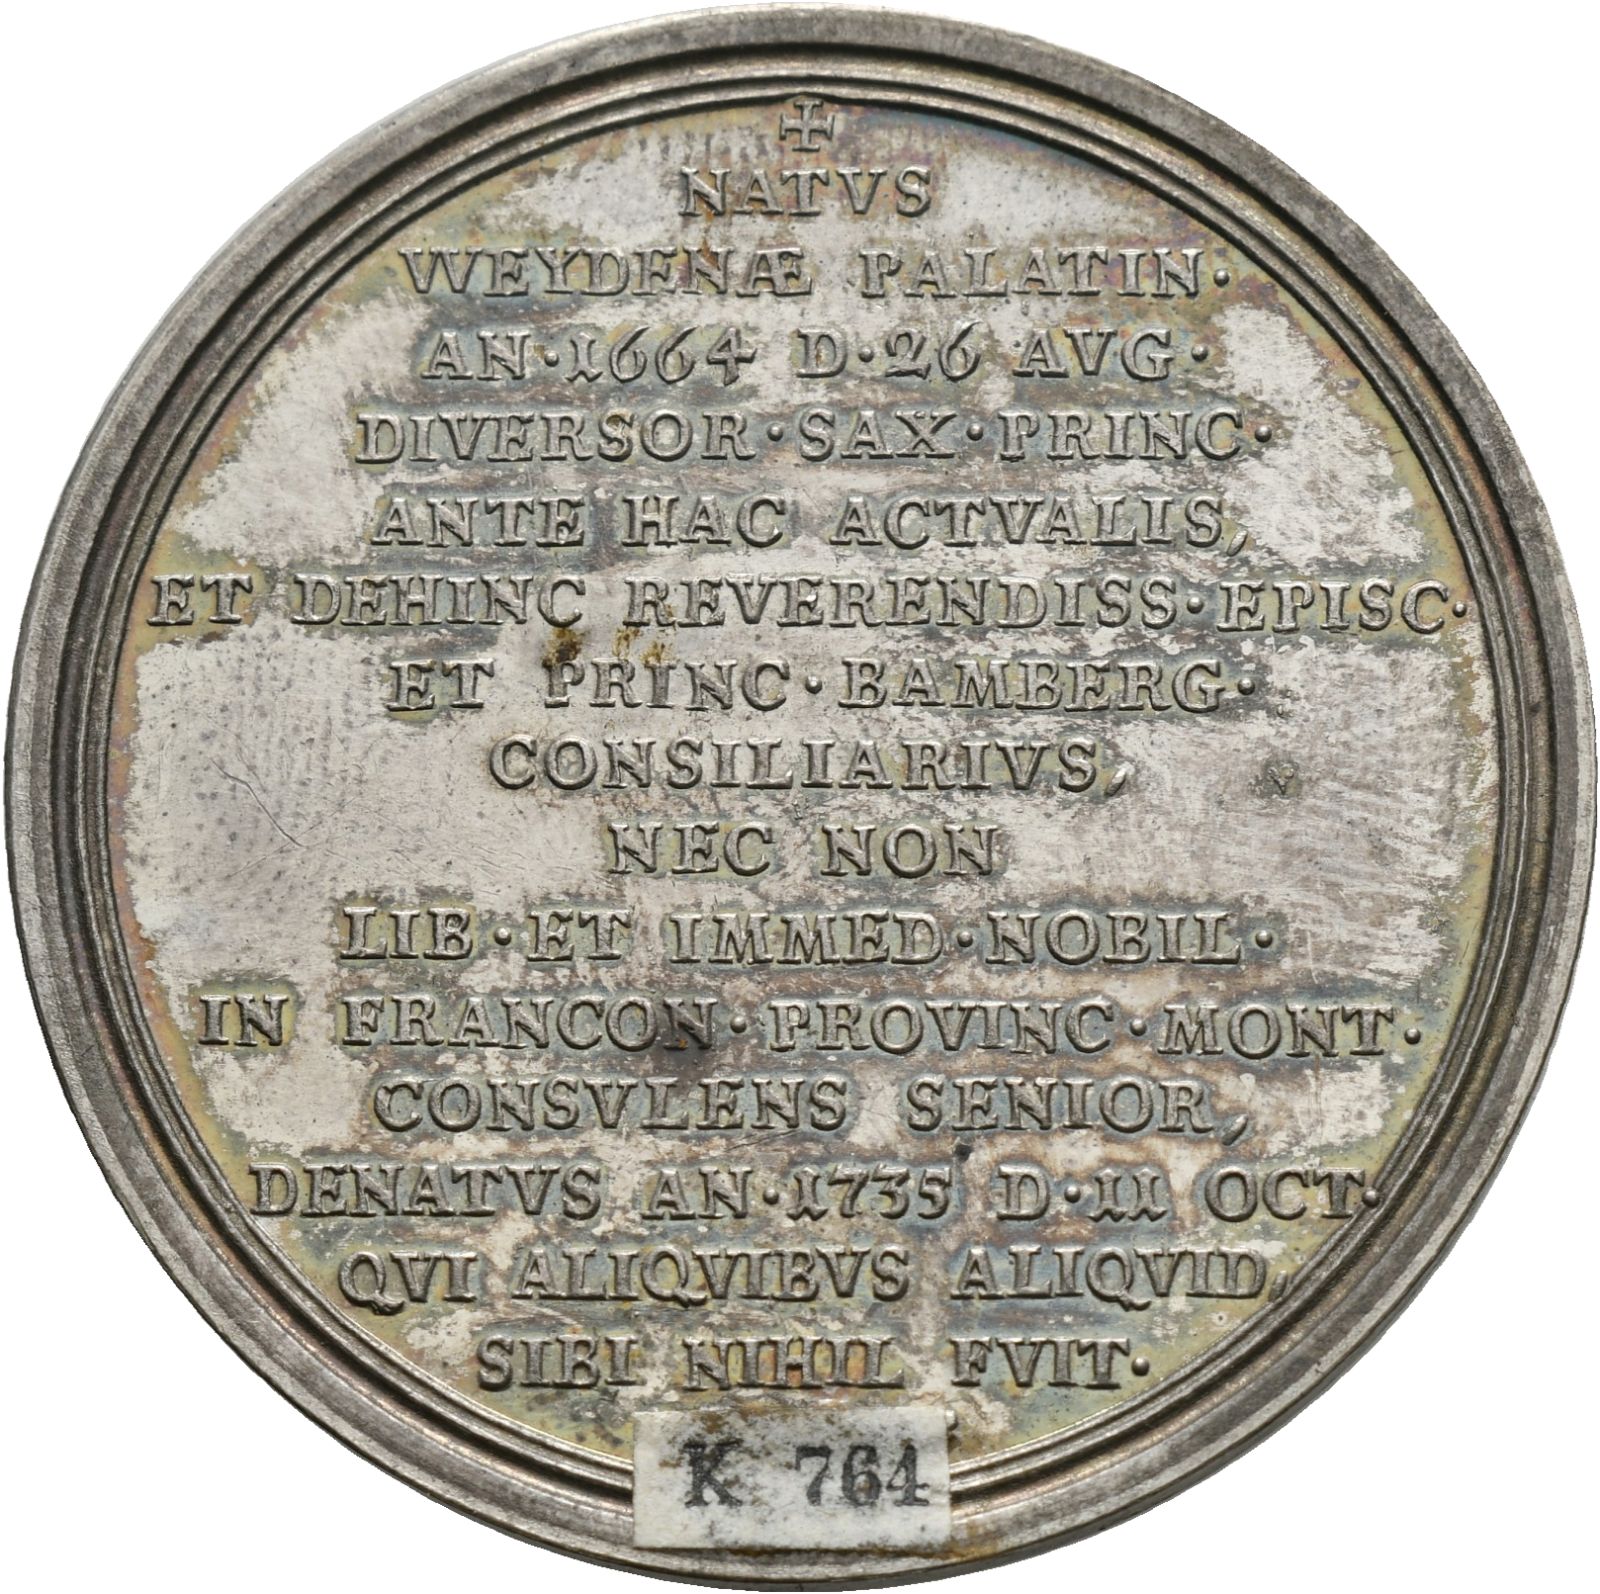 +
NATVS
WEYDENÆ PALATIN·
AN·1664 D·26 AVG·
DIVERSOR·SAX·PRINC·
ANTE HAC ACTVALIS,
ET DEHINC REVERENDISS·EPISC·
ET PRINC·BAMBERG·
CONSILIARIVS,
NEC NON
LIB·ET IMMED·NOBIL·
IN FRANCON·PROVINC·MONT·
CONSVLENS SENIOR,
DENATVS AN·1735 D·11 OCT·
QVI ALIQVIBVS ALIQVID,
SIBI NIHIL FVIT·
K 764